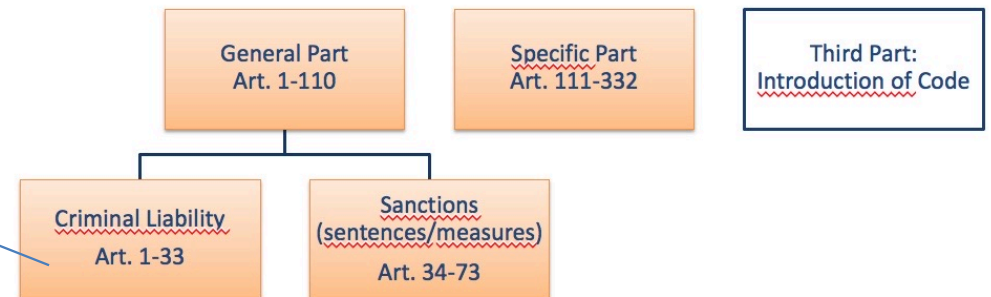 General Part
Art. 1-110
Specific Part
Art. 111-332
Third Part:
Introduction of Code
Criminal Liability
Art. 1-33
Sanctions
(sentences/measures)
Art. 34-73